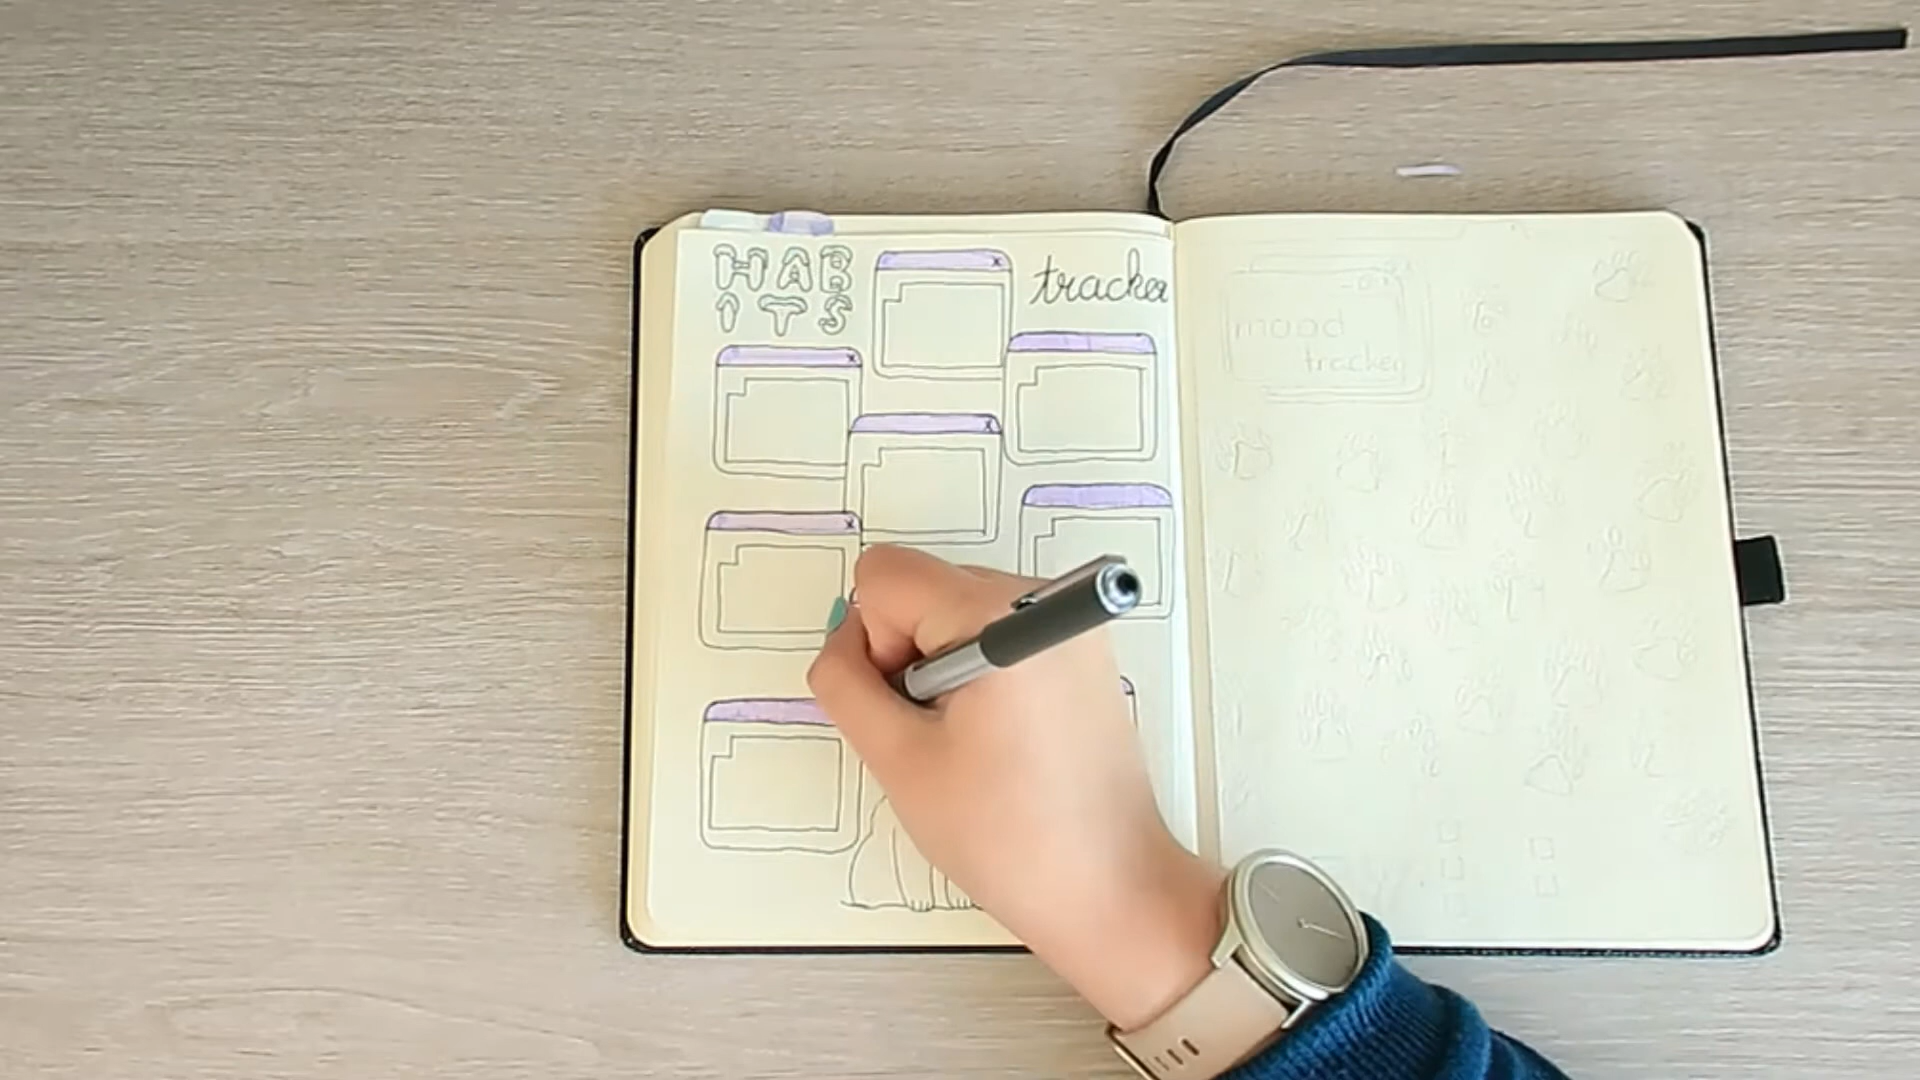 HAB
ITS
tracker
x
x
x
x
mood
tracker